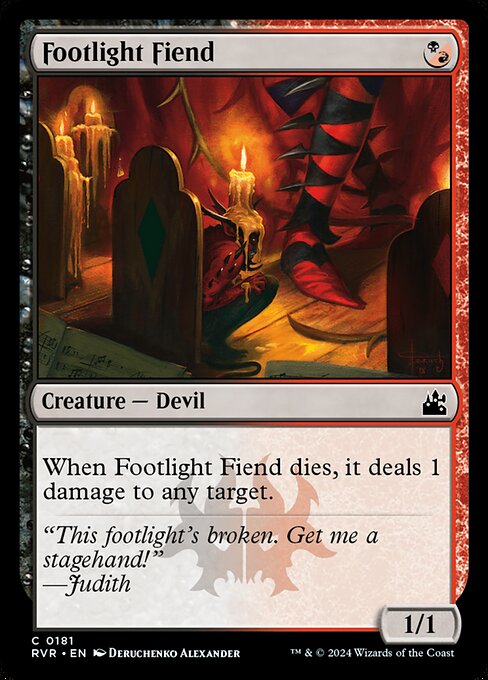 Footlight Fiend
Creature — Devil
When Footlight Fiend dies, it deals 1
damage to any target.
“This footlight’s broken. Get me a
stagehand!”
—Judith
1/1
C 0181
RVR • EN Deruchenko Alexander
™ & © 2024 Wizards of the Coast